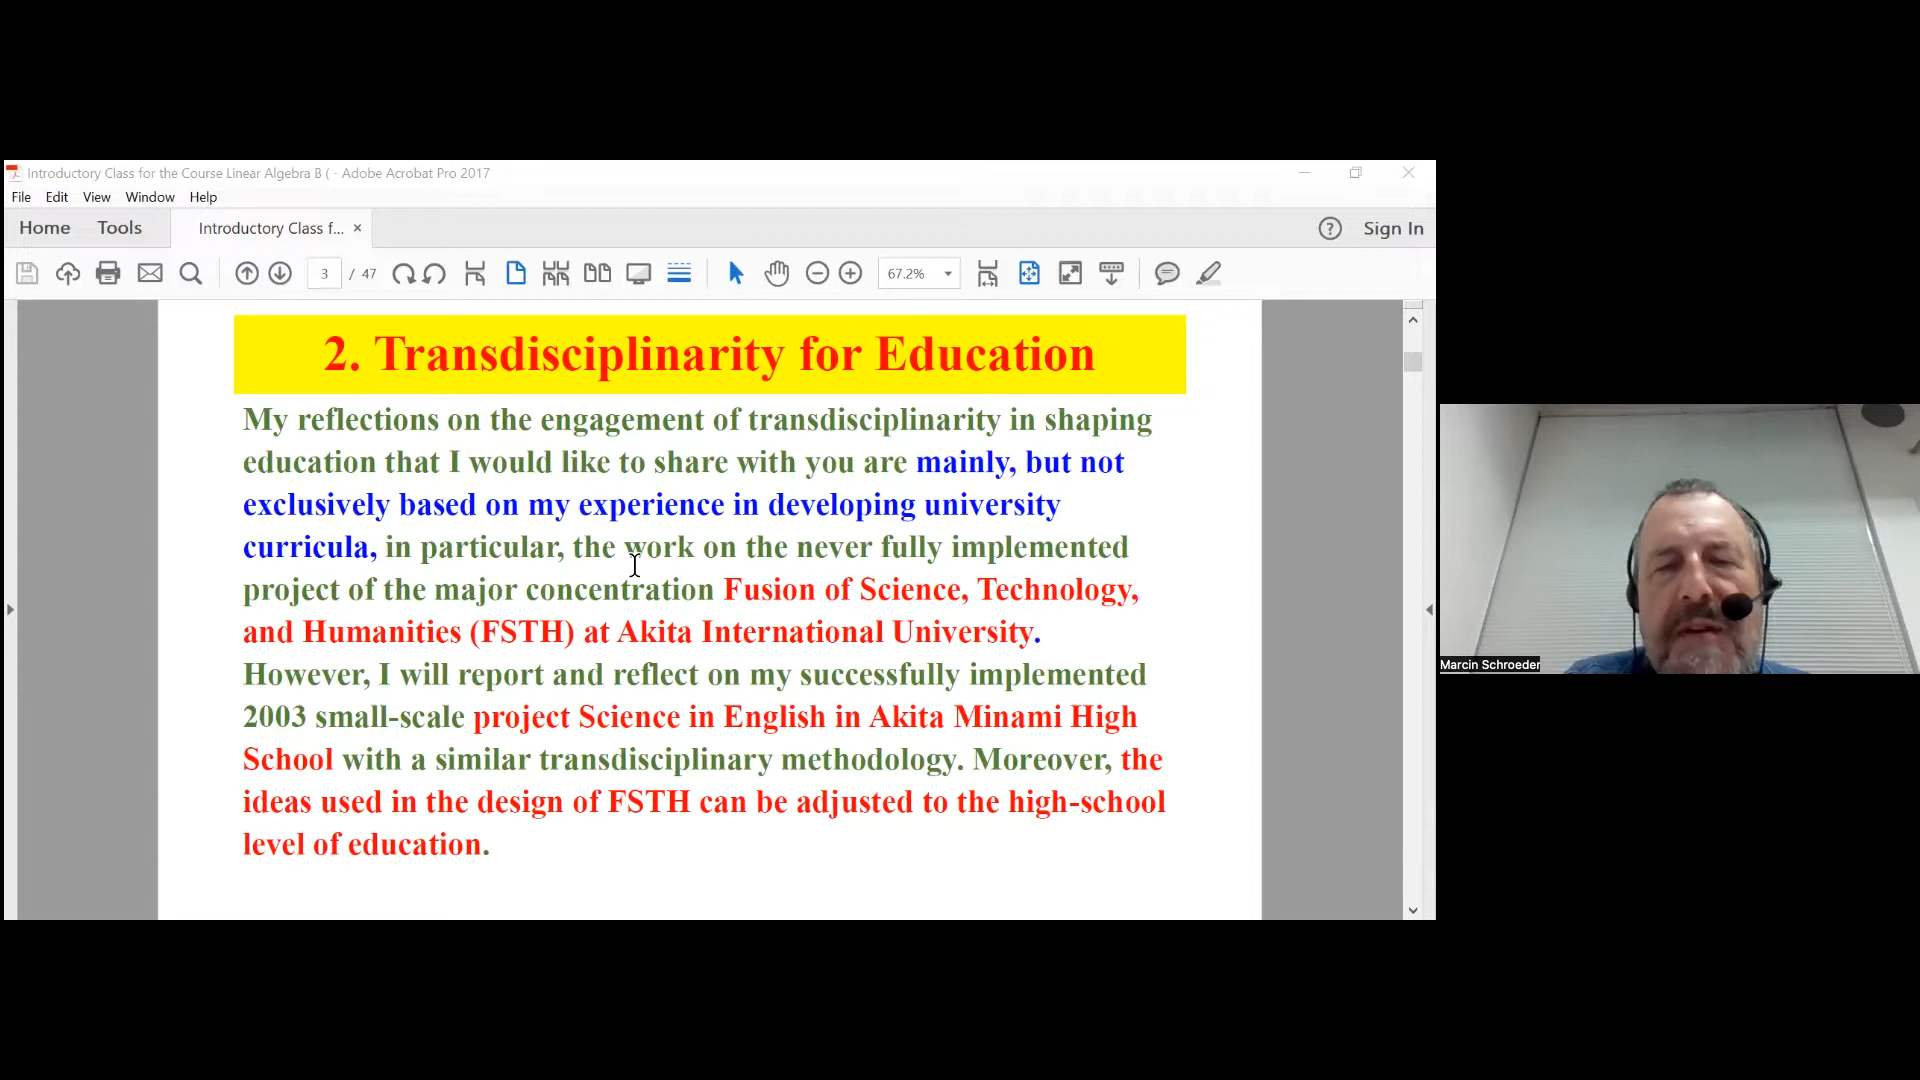 Introductory Class for the Course Linear Algebra B ( - Adobe Acrobat Pro 2017
File Edit View Window Help
Home Tools Introductory Class f... × Sign In
3 / 47 67.2%
2. Transdisciplinarity for Education
My reflections on the engagement of transdisciplinarity in shaping
education that I would like to share with you are mainly, but not
exclusively based on my experience in developing university
curricula, in particular, the work on the never fully implemented
project of the major concentration Fusion of Science, Technology,
and Humanities (FSTH) at Akita International University.
However, I will report and reflect on my successfully implemented
2003 small-scale project Science in English in Akita Minami High
School with a similar transdisciplinary methodology. Moreover, the
ideas used in the design of FSTH can be adjusted to the high-school
level of education.
Marcin Schroeder